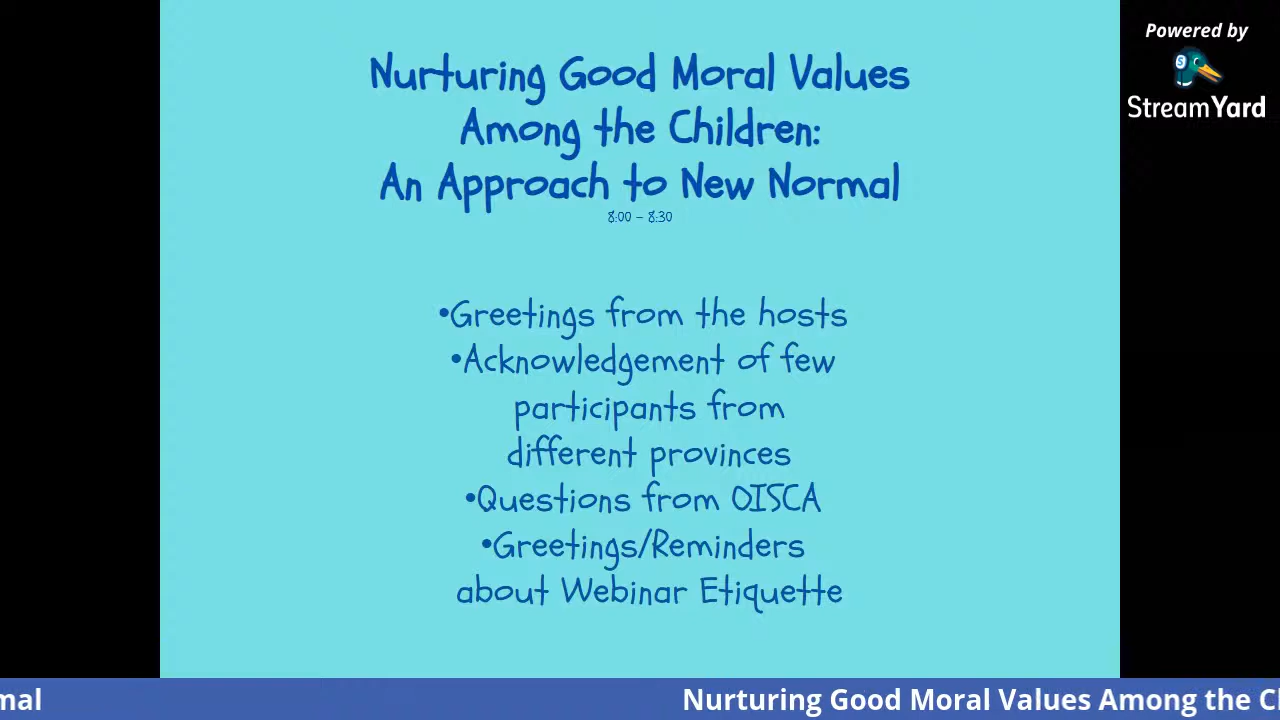 Powered by
StreamYard
Nurturing Good Moral Values
Among the Children:
An Approach to New Normal
8:00 – 8:30
•Greetings from the hosts
•Acknowledgement of few
participants from
different provinces
•Questions from OISCA
•Greetings/Reminders
about Webinar Etiquette
mal
Nurturing Good Moral Values Among the C